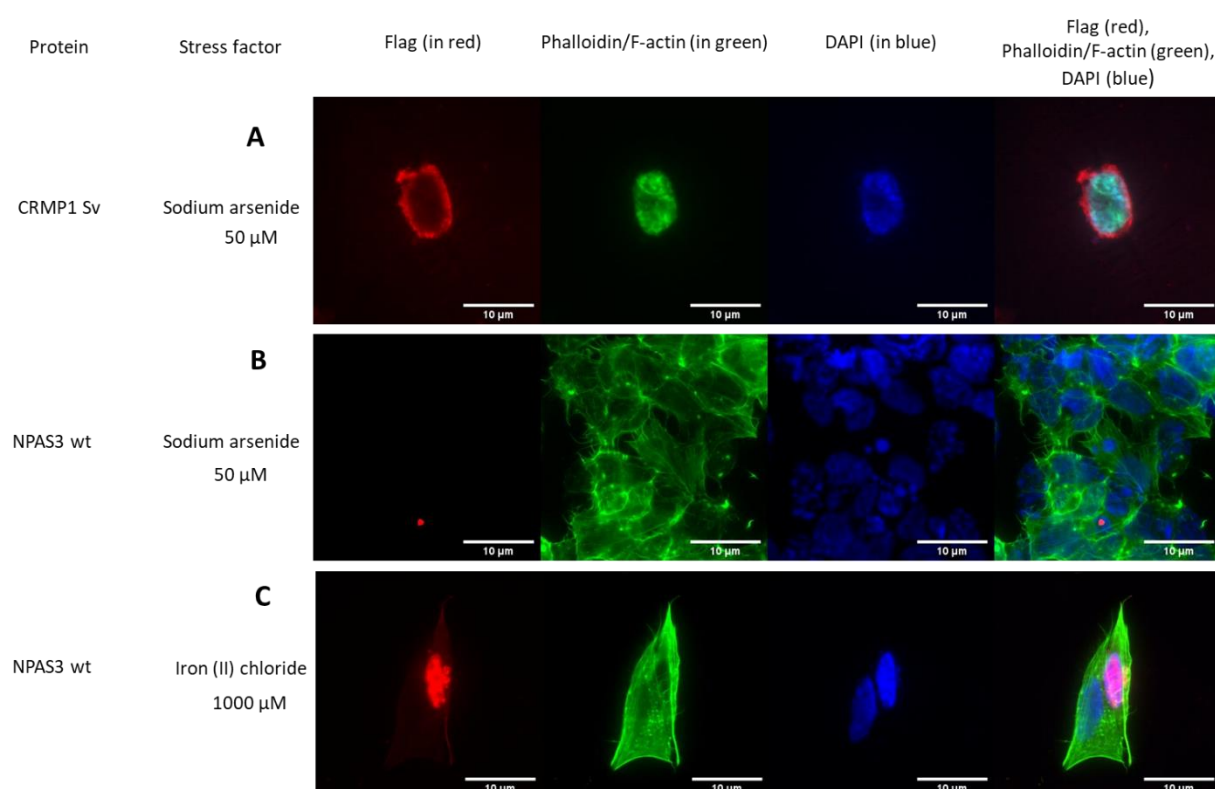 Protein
Stress factor
Flag (in red)
Phalloidin/F-actin (in green)
DAPI (in blue)
Flag (red),
Phalloidin/F-actin (green),
DAPI (blue)
A
CRMP1 Sv
Sodium arsenide
50 µM
10 µm
10 µm
10 µm
10 µm
B
NPAS3 wt
Sodium arsenide
50 µM
10 µm
10 µm
10 µm
10 µm
C
NPAS3 wt
Iron (II) chloride
1000 µM
10 µm
10 µm
10 µm
10 µm